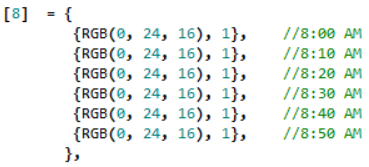 [8] = {
{RGB(0, 24, 16), 1}, //8:00 AM
{RGB(0, 24, 16), 1}, //8:10 AM
{RGB(0, 24, 16), 1}, //8:20 AM
{RGB(0, 24, 16), 1}, //8:30 AM
{RGB(0, 24, 16), 1}, //8:40 AM
{RGB(0, 24, 16), 1}, //8:50 AM
},